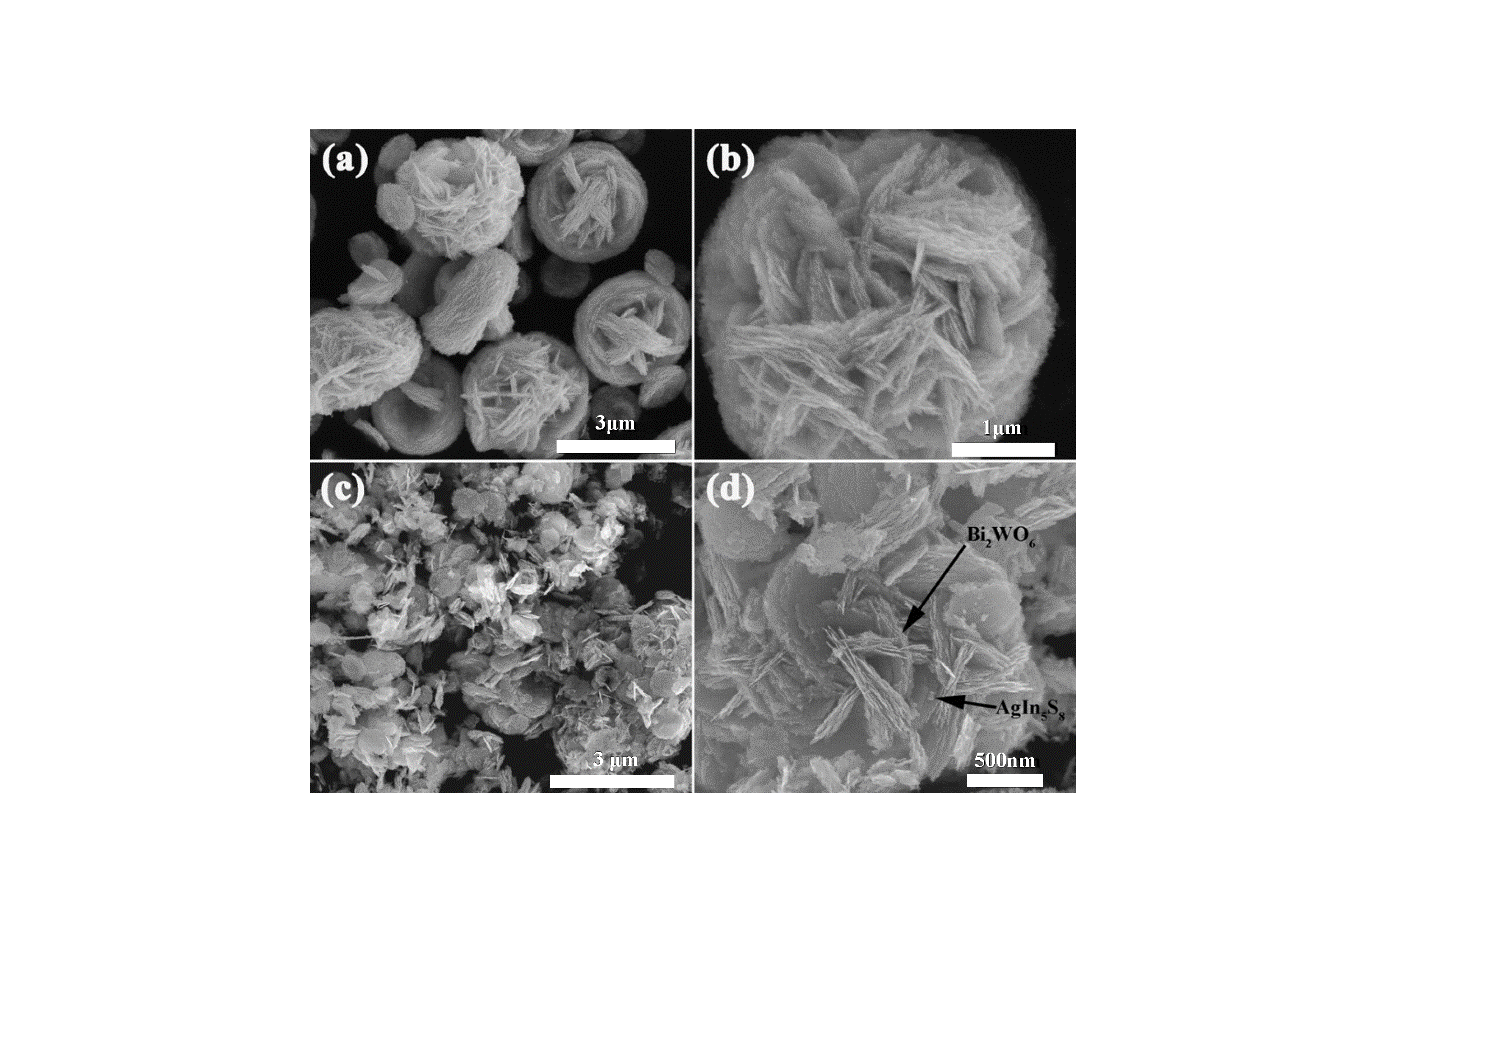 (a)
(b)
3μm
1μm
(c)
(d)
Bi₂WO₆
AgIn₅S₈
3 μm
500nm